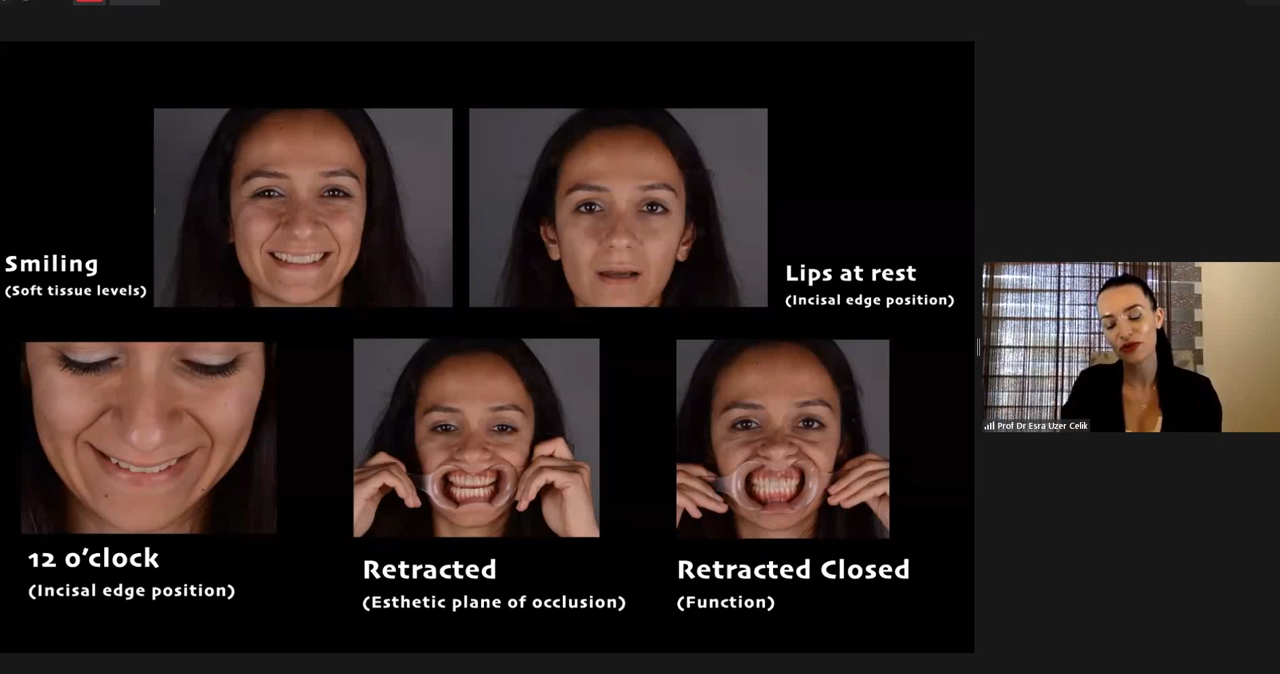 Smiling
(Soft tissue levels)
Lips at rest
(Incisal edge position)
12 o'clock
(Incisal edge position)
Retracted
(Esthetic plane of occlusion)
Retracted Closed
(Function)
Prof Dr Esra Uzer Celik